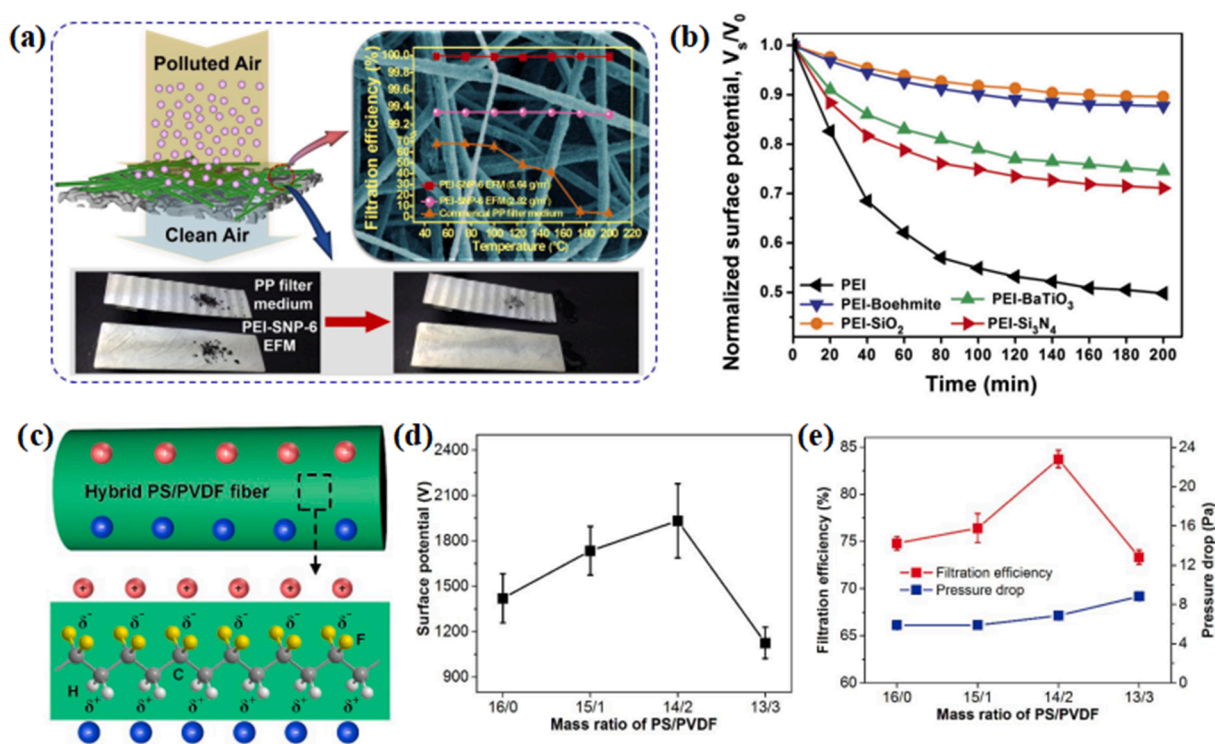 (a)
Polluted Air
Clean Air
Filtration efficiency (%)
100.0
99.8
99.6
99.4
99.2
70
60
50
40
30
20
10
0
PEI-SNP-6 EFM (5.64 g/m²)
PEI-SNP-6 EFM (2.82 g/m²)
Commerical PP filter medium
40 60 80 100 120 140 160 180 200 220
Temperature (°C)
PP filter
medium
PEI-SNP-6
EFM
(b)
Normalized surface potential, Vs/V0
1.0
0.9
0.8
0.7
0.6
0.5
PEI
PEI-Boehmite
PEI-SiO2
PEI-BaTiO3
PEI-Si3N4
0 20 40 60 80 100 120 140 160 180 200
Time (min)
(c)
Hybrid PS/PVDF fiber
+ + + + + +
δ- δ- δ- δ- δ- δ-
F
C
H
δ+ δ+ δ+ δ+ δ+ δ+
(d)
Surface potential (V)
2400
2100
1800
1500
1200
900
16/0 15/1 14/2 13/3
Mass ratio of PS/PVDF
(e)
Filtration efficiency (%)
85
80
75
70
65
60
Filtration efficiency
Pressure drop
24
20
16
12
8
4
0
Pressure drop (Pa)
16/0 15/1 14/2 13/3
Mass ratio of PS/PVDF